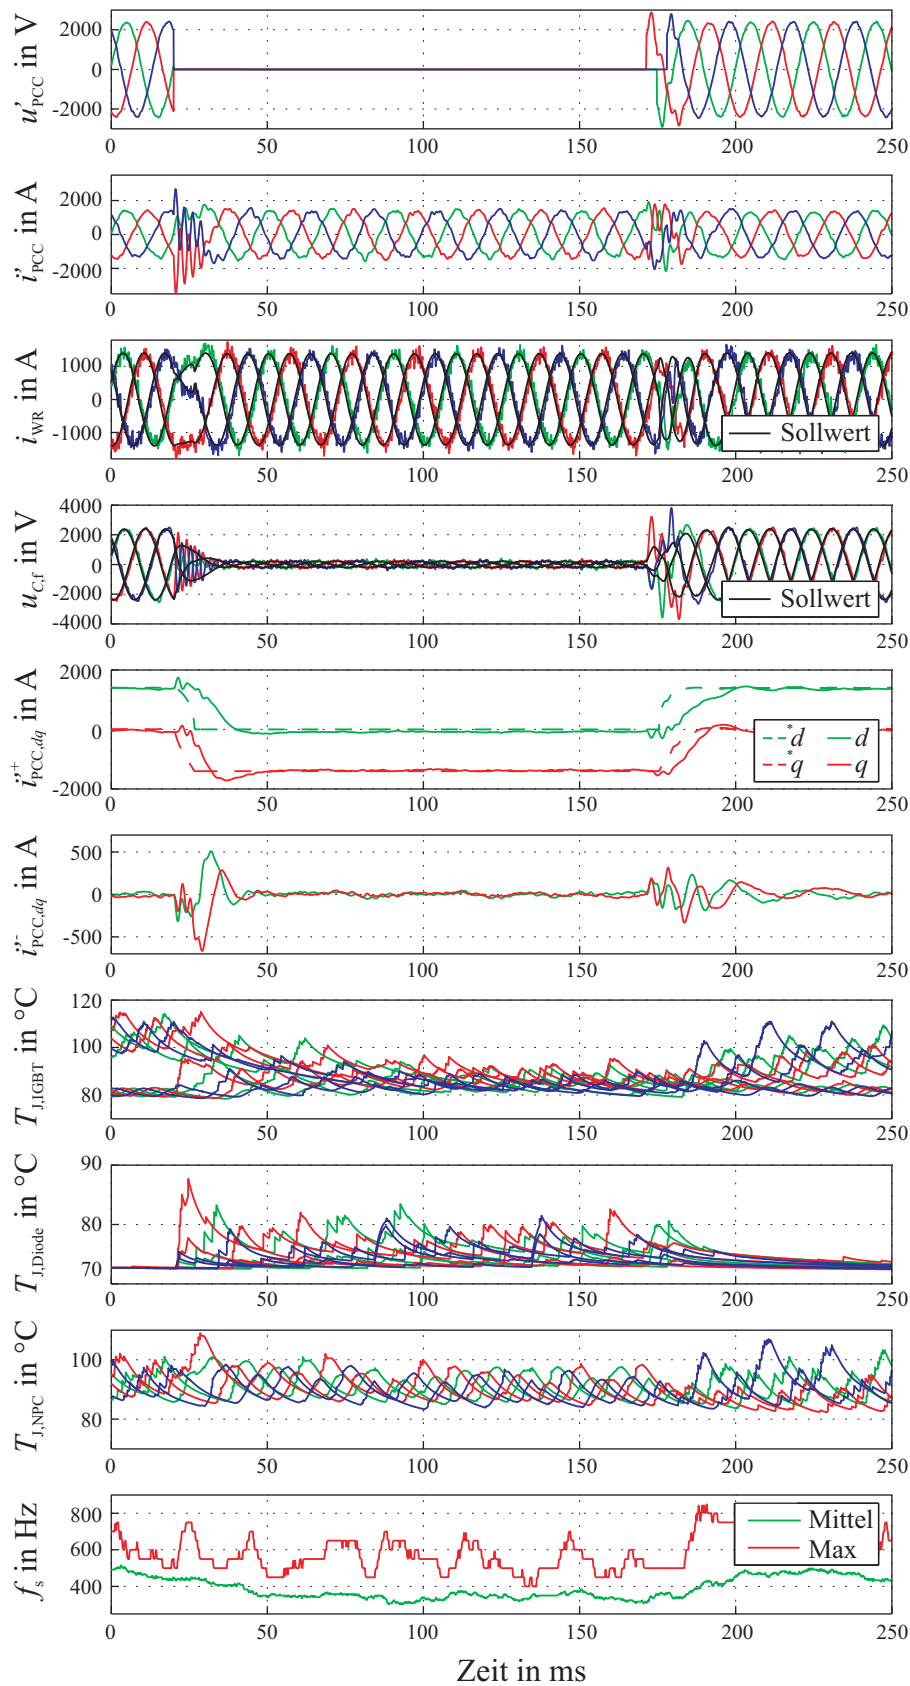 u'PCC in V
2000
0
-2000
0 50 100 150 200 250
i''PCC in A
2000
0
-2000
0 50 100 150 200 250
iWR in A
1000
0
-1000
Sollwert
0 50 100 150 200 250
uC,f in V
4000
2000
0
-2000
-4000
Sollwert
0 50 100 150 200 250
i''+PCC,dq in A
2000
0
-2000
*d d
*q q
0 50 100 150 200 250
i''-PCC,dq in A
500
0
-500
0 50 100 150 200 250
TJ,IGBT in °C
120
100
80
0 50 100 150 200 250
TJ,Diode in °C
90
80
70
0 50 100 150 200 250
TJ,NPC in °C
100
80
0 50 100 150 200 250
fs in Hz
800
600
400
Mittel
Max
0 50 100 150 200 250
Zeit in ms